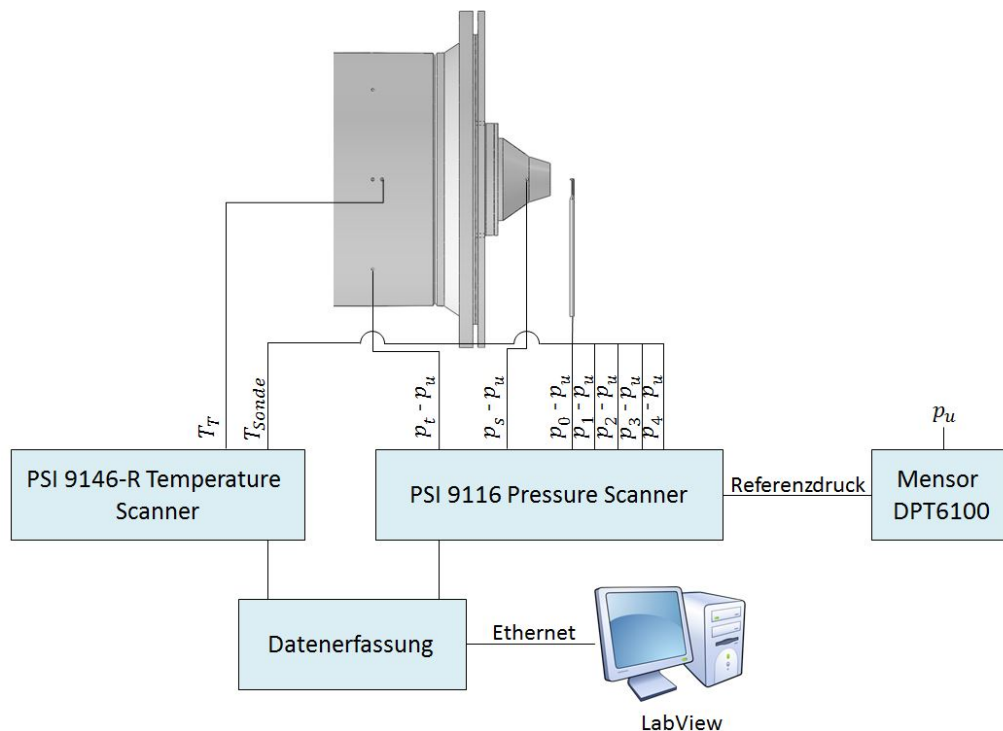 T_T
T_Sonde
p_t - p_u
p_s - p_u
p_0 - p_u
p_1 - p_u
p_2 - p_u
p_3 - p_u
p_4 - p_u
p_u
PSI 9146-R Temperature
Scanner
PSI 9116 Pressure Scanner
Referenzdruck
Mensor
DPT6100
Datenerfassung
Ethernet
LabView